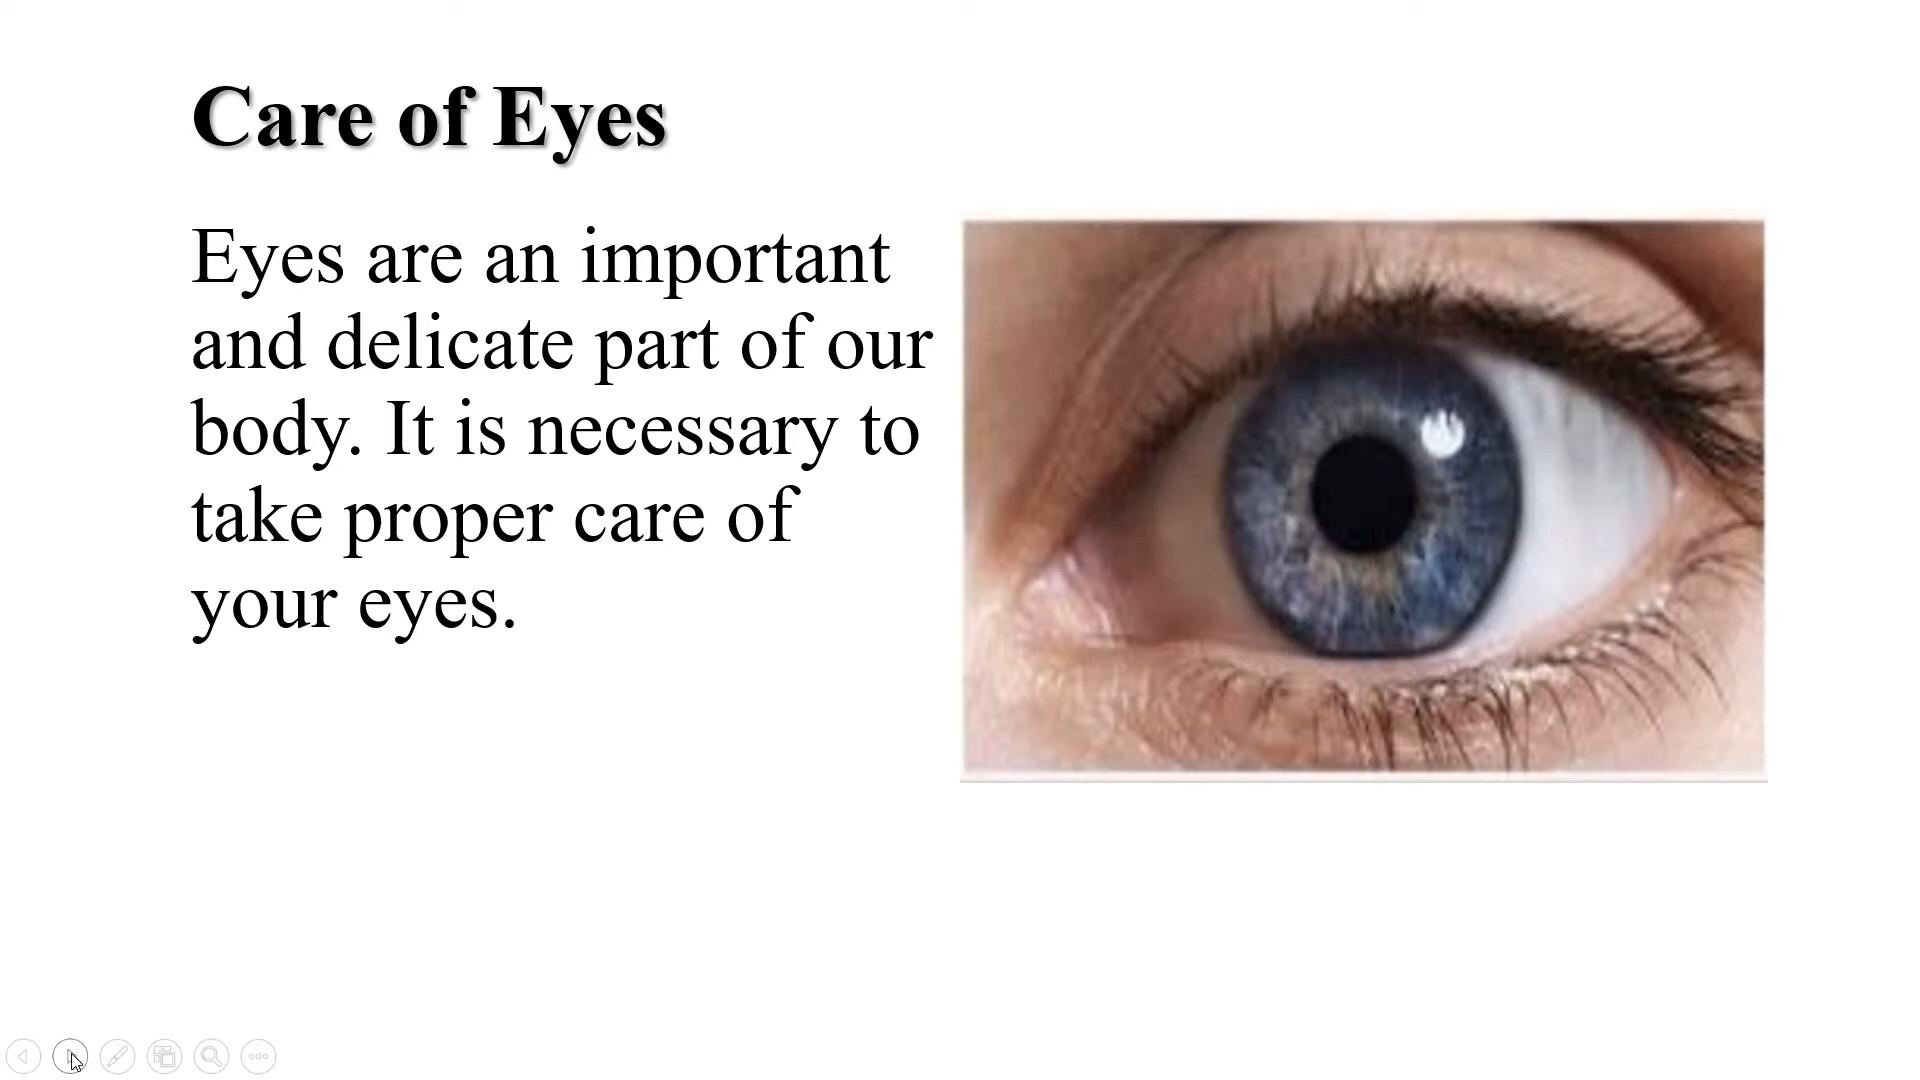 Care of Eyes
Eyes are an important
and delicate part of our
body. It is necessary to
take proper care of
your eyes.